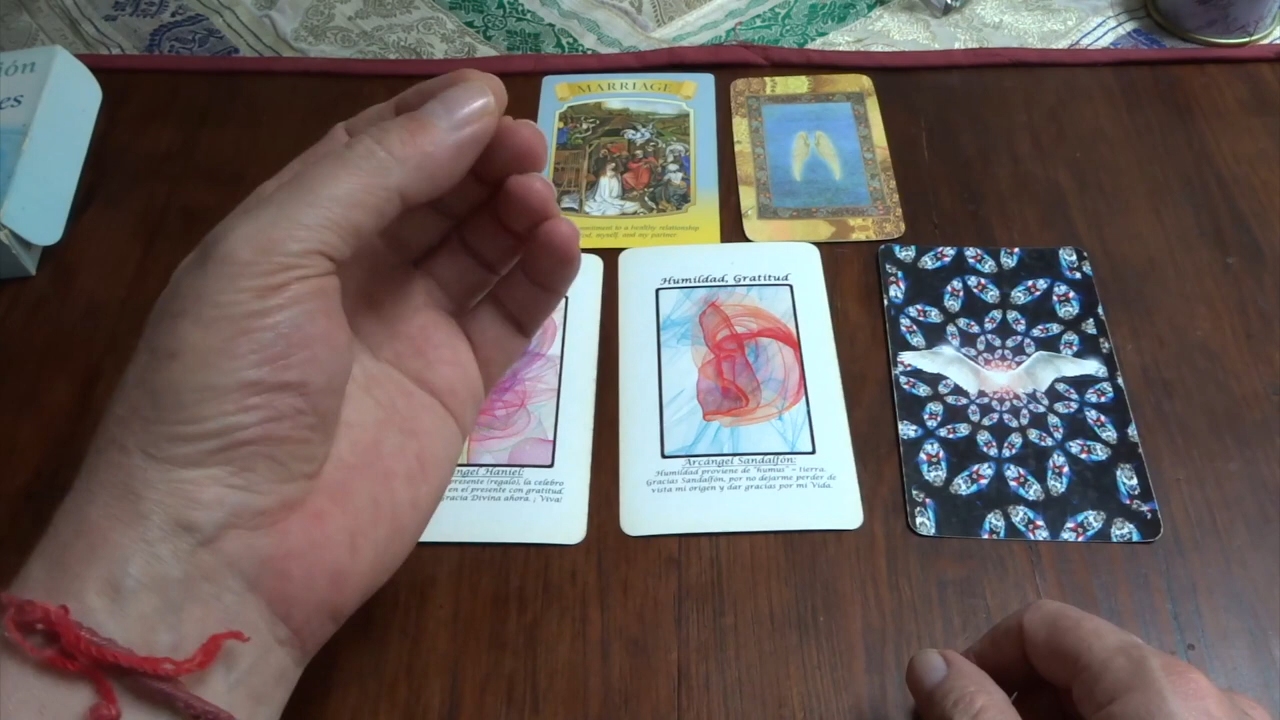 ión
es
MARRIAGE
to a healthy relationship
myself, and my partner
Humildad, Gratitud
ngel Haniel:
presente (regalo), la celebro
en el presente con gratitud.
racia Divina ahora. ¡Viva!
Arcángel Sandalfón:
Humildad proviene de "humus" = tierra.
Gracias Sandalfón, por no dejarme perder de
vista mi origen y dar gracias por mi Vida.